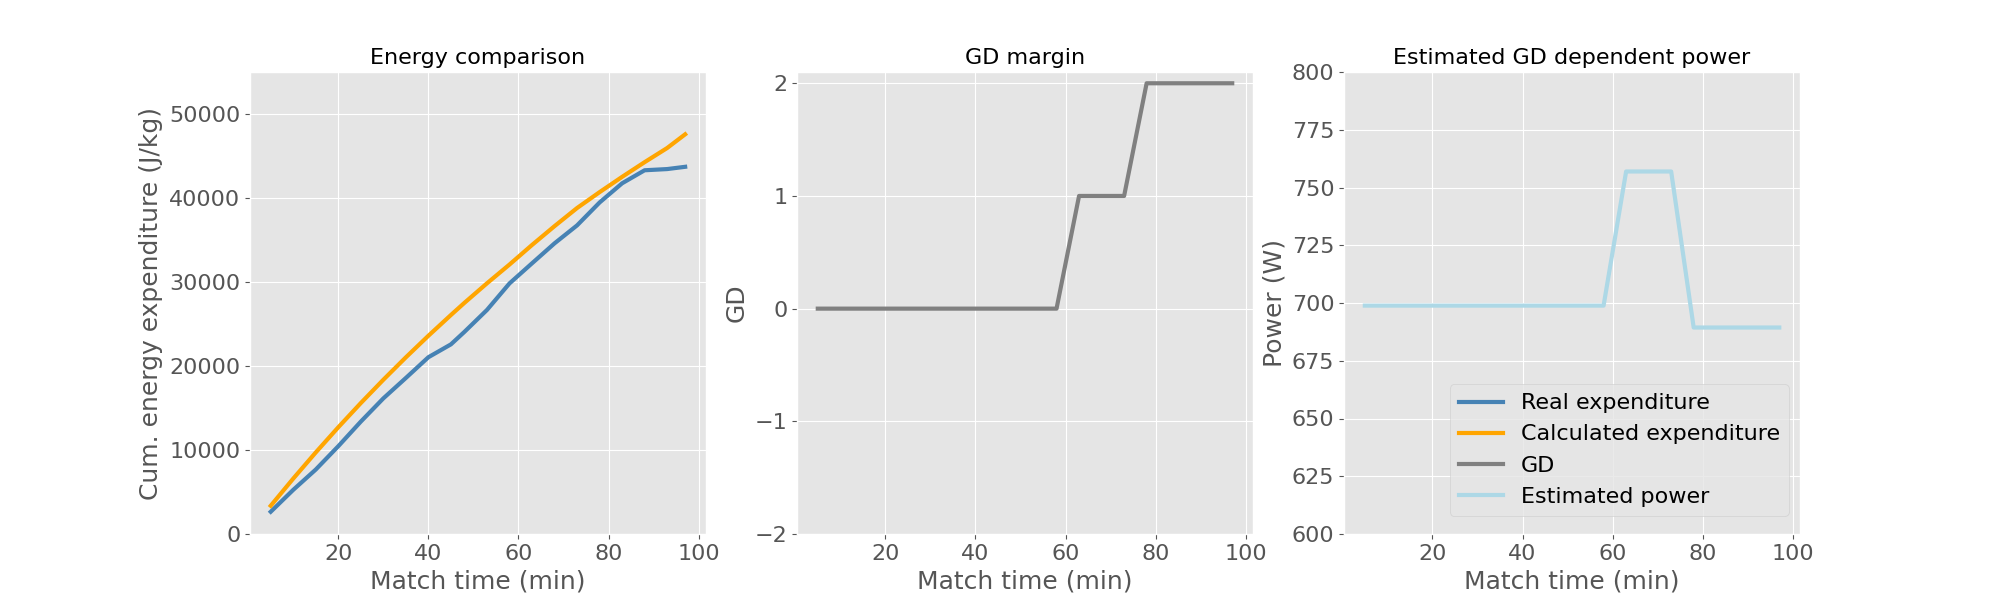 Energy comparison
GD margin
Estimated GD dependent power
Cum. energy expenditure (J/kg)
50000
40000
30000
20000
10000
0
20
40
60
80
100
Match time (min)
GD
2
1
0
−1
−2
20
40
60
80
100
Match time (min)
Power (W)
800
775
750
725
700
675
650
625
600
20
40
60
80
100
Match time (min)
Real expenditure
Calculated expenditure
GD
Estimated power